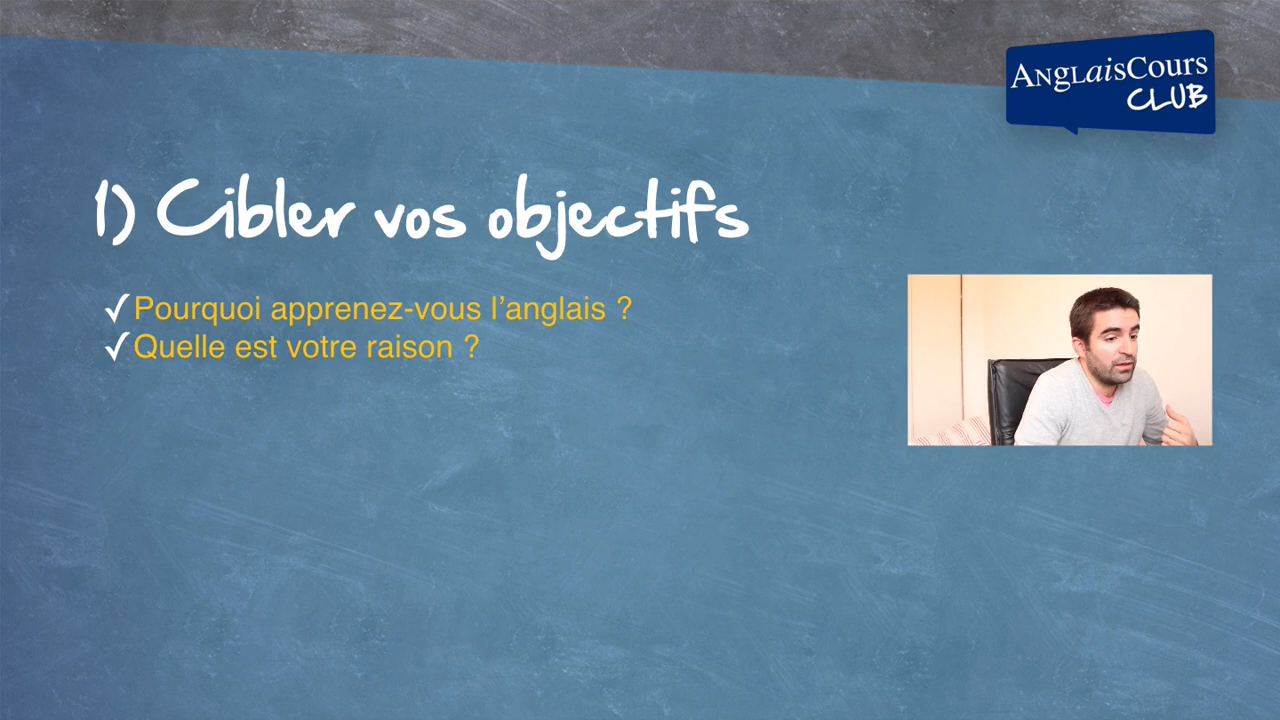 AnglaisCours
CLUB
1) Cibler vos objectifs
✓Pourquoi apprenez-vous l’anglais ?
✓Quelle est votre raison ?